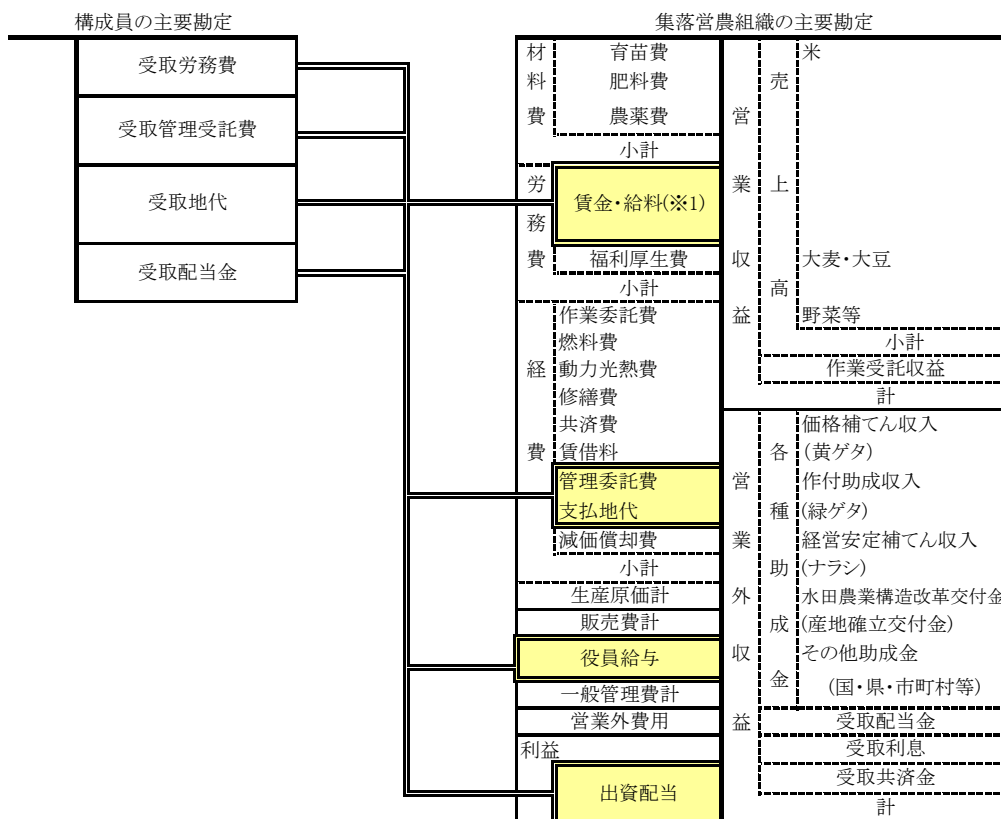 構成員の主要勘定
受取労務費
受取管理受託費
受取地代
受取配当金
集落営農組織の主要勘定
材料費
育苗費
肥料費
農薬費
小計
労務費
賃金・給料(※1)
福利厚生費
小計
経費
作業委託費
燃料費
動力光熱費
修繕費
共済費
賃借料
管理委託費
支払地代
減価償却費
小計
生産原価計
販売費計
役員給与
一般管理費計
営業外費用
利益
出資配当
営業収益
売上高
米
大麦・大豆
野菜等
小計
作業受託収益
計
営業外収益
各種助成金
価格補てん収入
(黄ゲタ)
作付助成収入
(緑ゲタ)
経営安定補てん収入
(ナラシ)
水田農業構造改革交付金
(産地確立交付金)
その他助成金
(国・県・市町村等)
受取配当金
受取利息
受取共済金
計